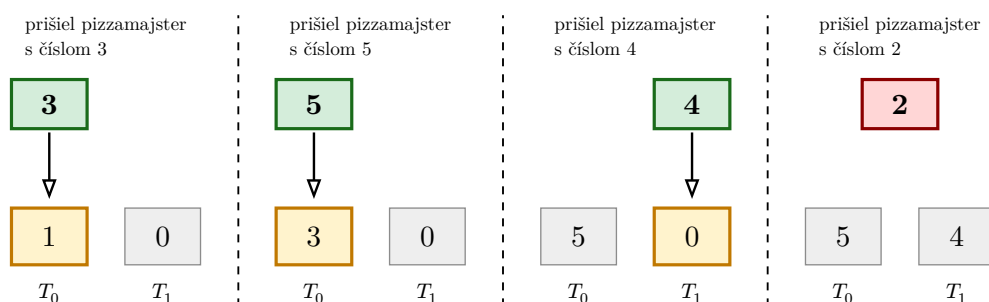 prišiel pizzamajster
s číslom 3
3
1 0
T₀ T₁
prišiel pizzamajster
s číslom 5
5
3 0
T₀ T₁
prišiel pizzamajster
s číslom 4
4
5 0
T₀ T₁
prišiel pizzamajster
s číslom 2
2
5 4
T₀ T₁